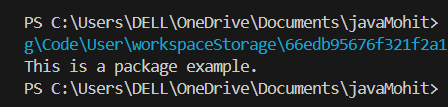 PS C:\Users\DELL\OneDrive\Documents\javaMohit>
g\Code\User\workspaceStorage\66edb95676f321f2a1
This is a package example.
PS C:\Users\DELL\OneDrive\Documents\javaMohit>